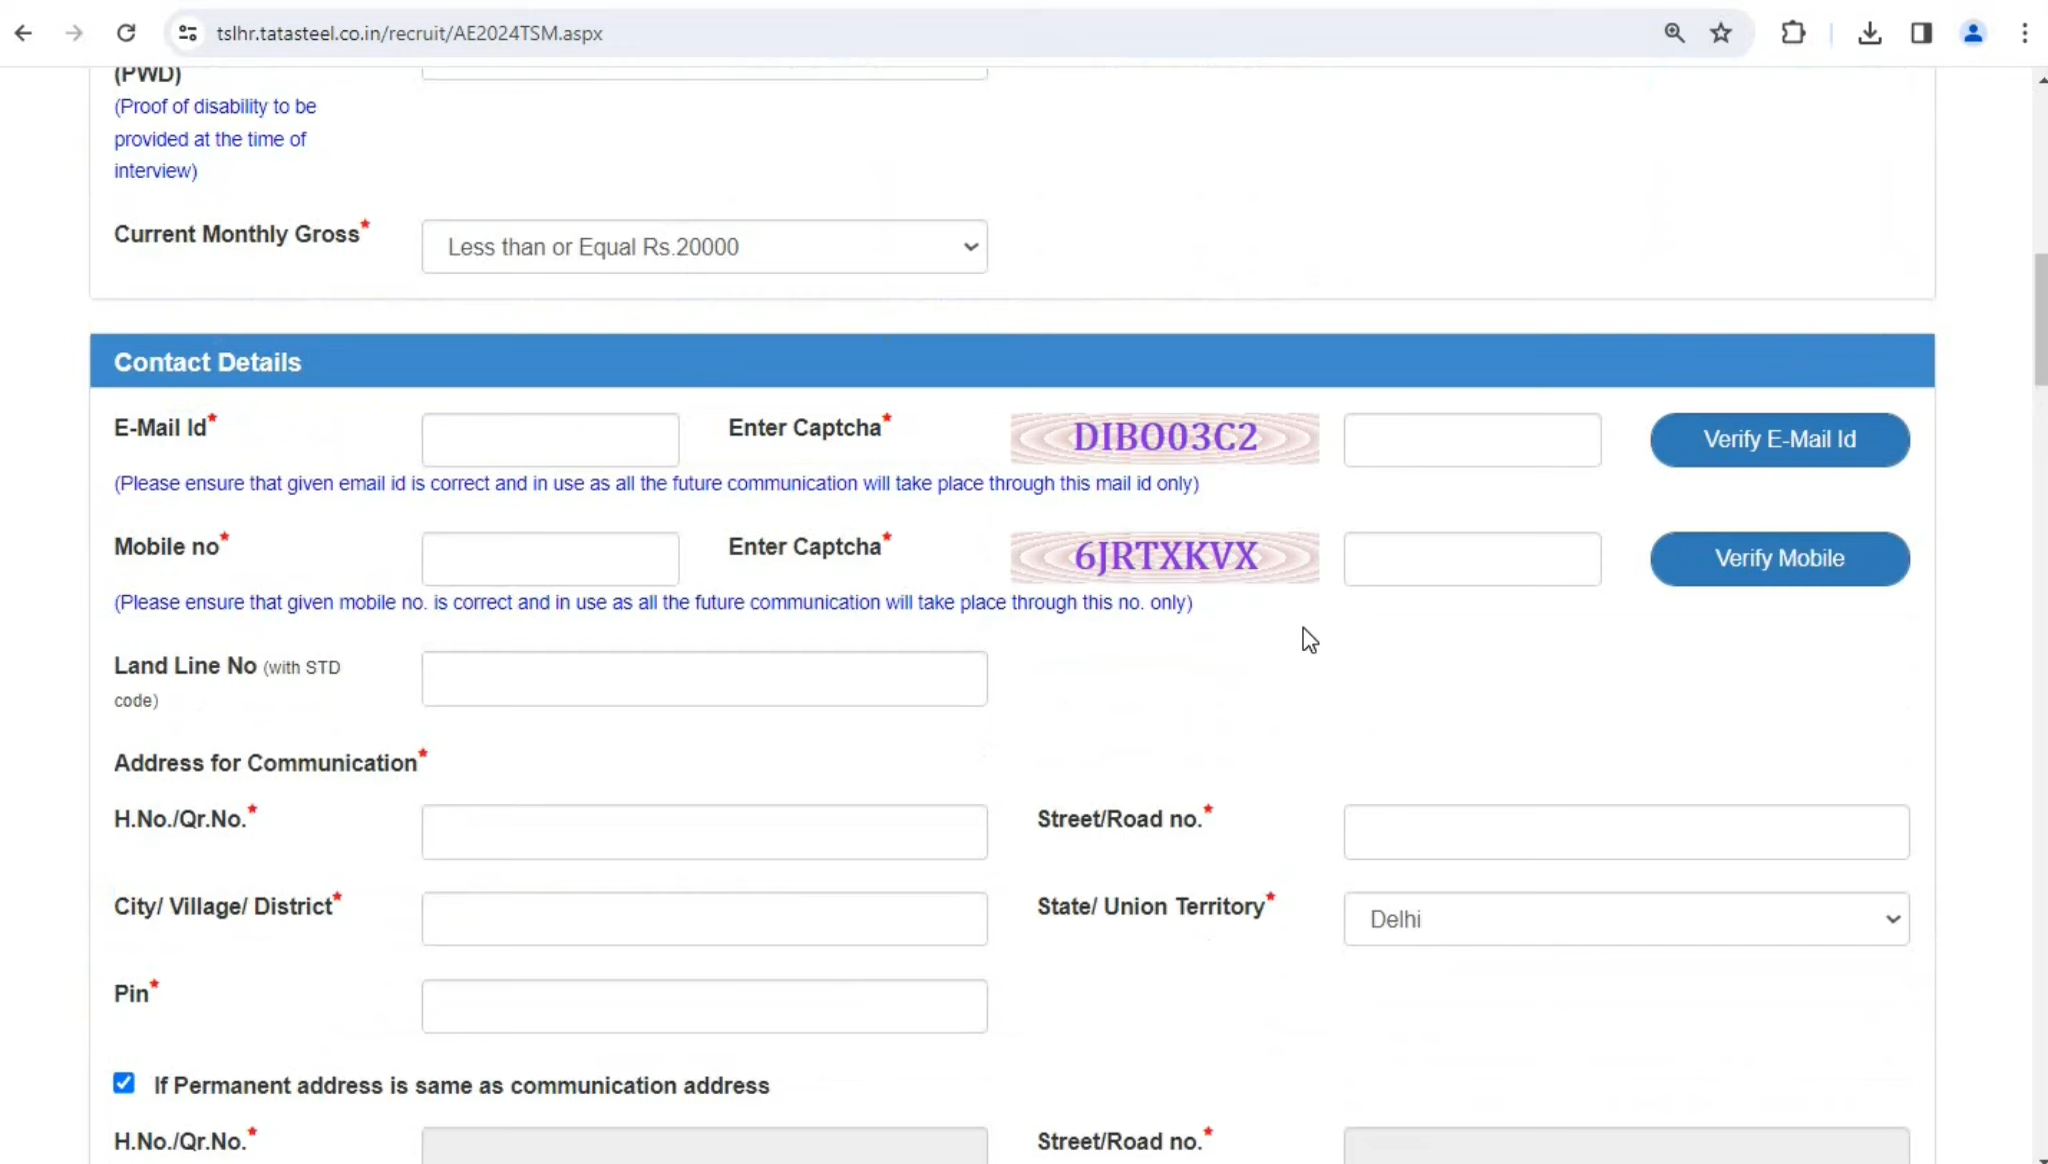 tslhr.tatasteel.co.in/recruit/AE2024TSM.aspx
(PWD)
(Proof of disability to be
provided at the time of
interview)
Current Monthly Gross*
Less than or Equal Rs.20000
Contact Details
E-Mail Id*
Enter Captcha*
DIBO03C2
Verify E-Mail Id
(Please ensure that given email id is correct and in use as all the future communication will take place through this mail id only)
Mobile no*
Enter Captcha*
6JRTXKVX
Verify Mobile
(Please ensure that given mobile no. is correct and in use as all the future communication will take place through this no. only)
Land Line No (with STD
code)
Address for Communication*
H.No./Qr.No.*
Street/Road no.*
City/ Village/ District*
State/ Union Territory*
Delhi
Pin*
If Permanent address is same as communication address
H.No./Qr.No.*
Street/Road no.*